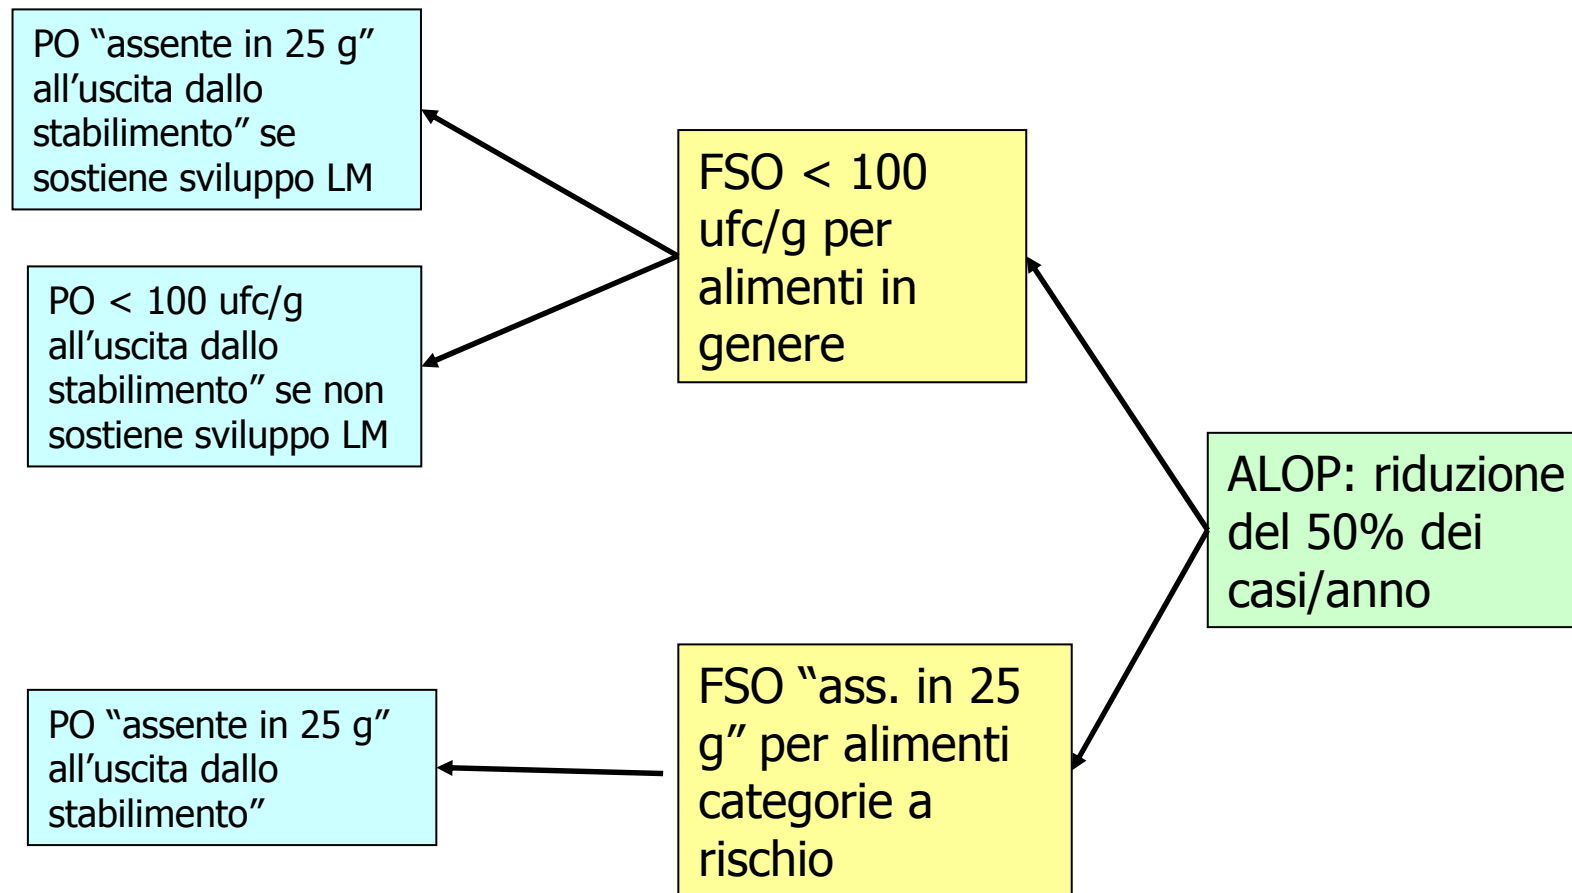 PO “assente in 25 g”
all’uscita dallo
stabilimento” se
sostiene sviluppo LM
PO < 100 ufc/g
all’uscita dallo
stabilimento” se non
sostiene sviluppo LM
PO “assente in 25 g”
all’uscita dallo
stabilimento”
FSO < 100
ufc/g per
alimenti in
genere
FSO “ass. in 25
g” per alimenti
categorie a
rischio
ALOP: riduzione
del 50% dei
casi/anno